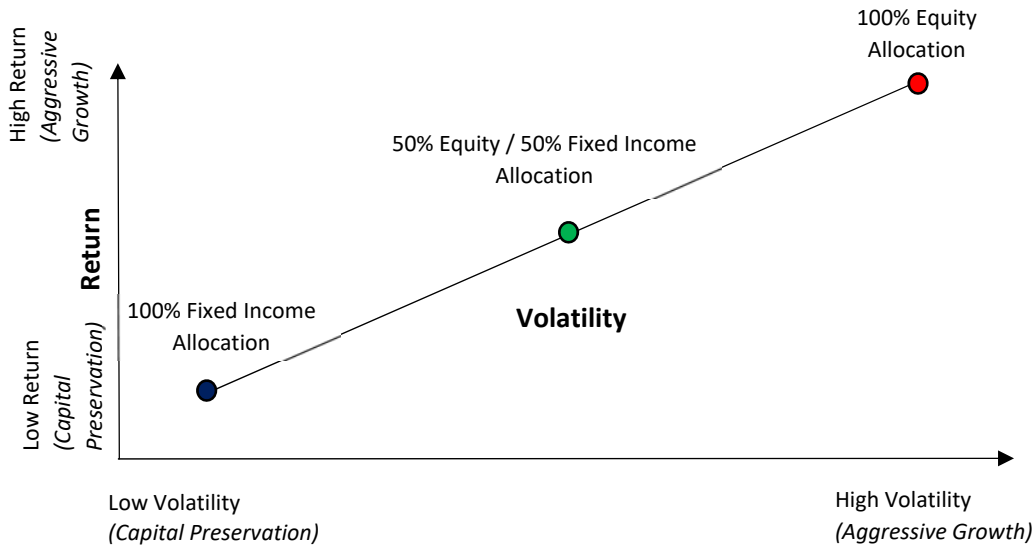 100% Equity
Allocation
High Return
(Aggressive
Growth)
50% Equity / 50% Fixed Income
Allocation
Return
100% Fixed Income
Allocation
Volatility
Low Return
(Capital
Preservation)
Low Volatility
(Capital Preservation)
High Volatility
(Aggressive Growth)